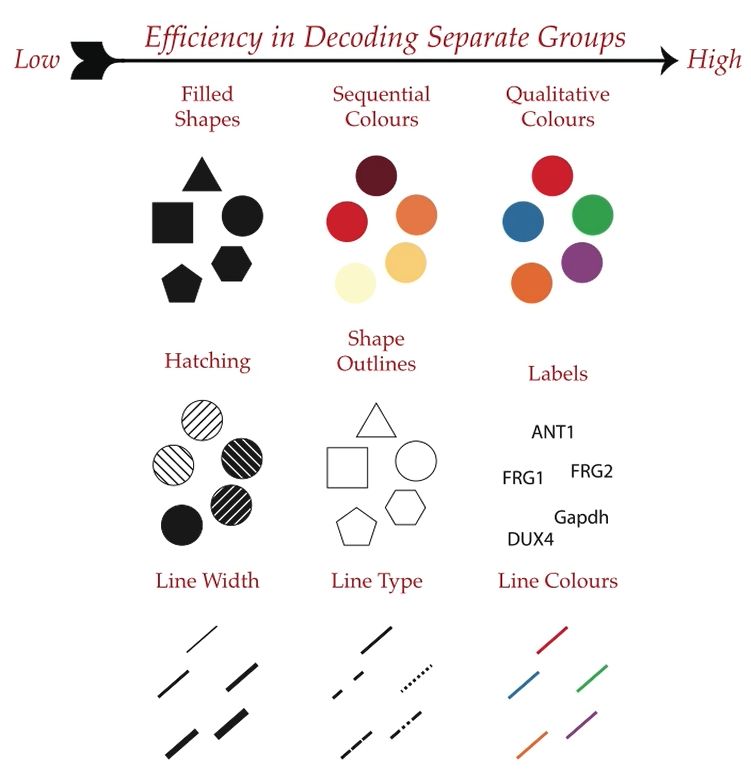 Efficiency in Decoding Separate Groups
Low
High
Filled
Shapes
Sequential
Colours
Qualitative
Colours
Hatching
Shape
Outlines
Labels
ANT1
FRG1
FRG2
Gapdh
DUX4
Line Width
Line Type
Line Colours